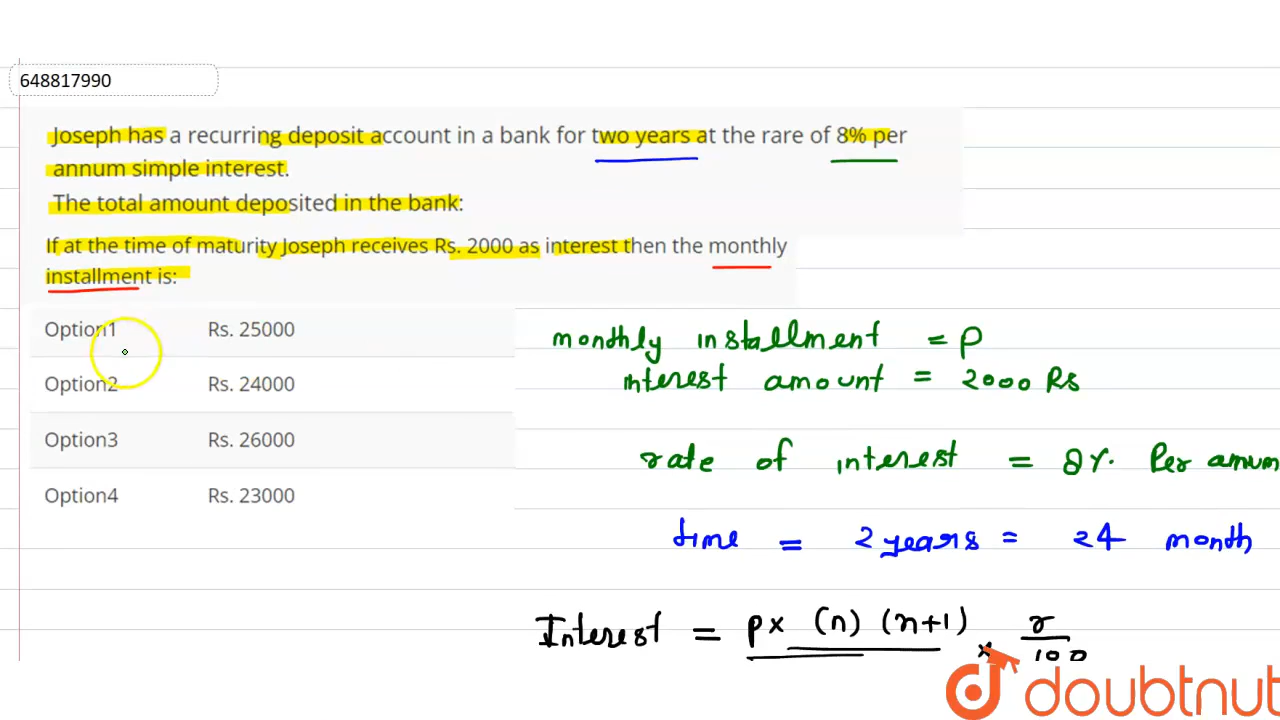 648817990
Joseph has a recurring deposit account in a bank for two years at the rare of 8% per
annum simple interest.
The total amount deposited in the bank:
If at the time of maturity Joseph receives Rs. 2000 as interest then the monthly
installment is:
Option1 Rs. 25000
Option2 Rs. 24000
Option3 Rs. 26000
Option4 Rs. 23000
monthly installment = P
interest amount = 2000 Rs
rate of interest = 8%. Per annum
time = 2 years = 24 month
Interest = P× (n) (n+1) × r
100
doubtnut